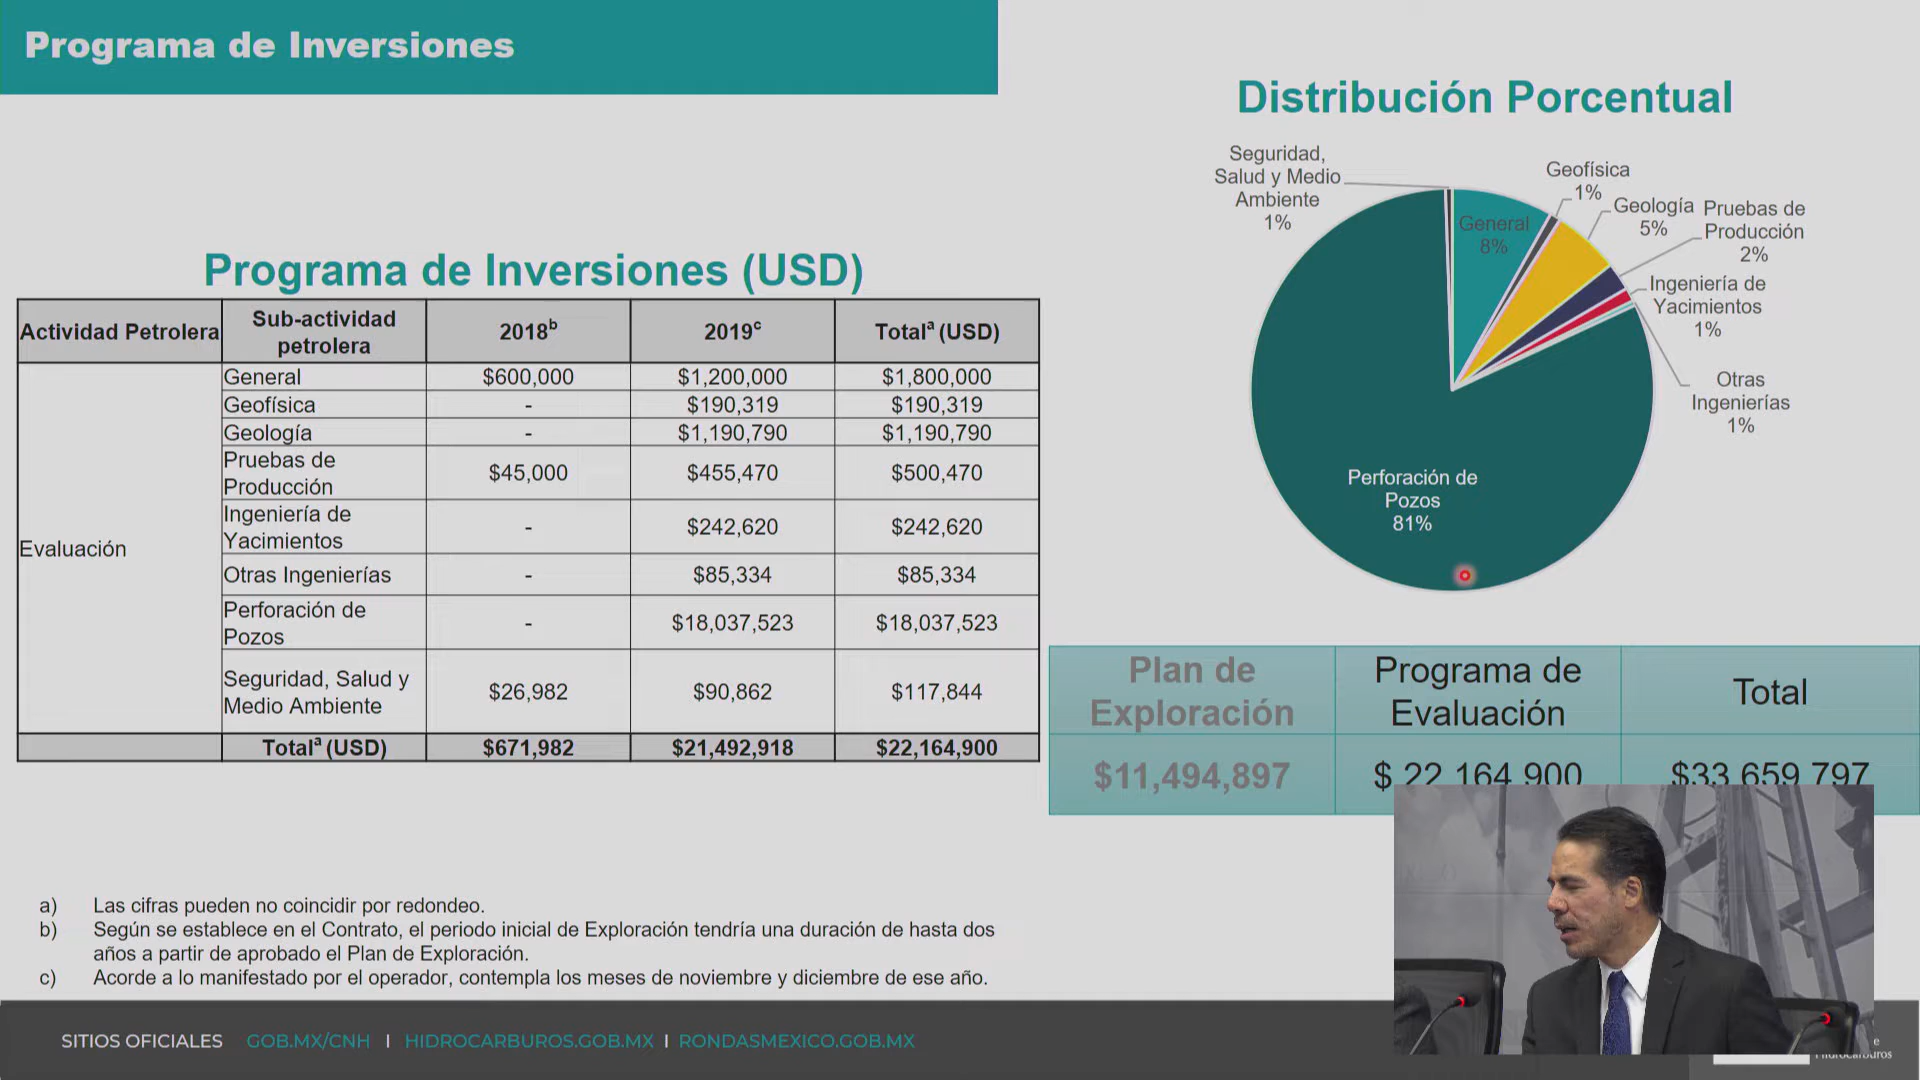 Programa de Inversiones
Distribución Porcentual
Seguridad,
Salud y Medio
Ambiente
1%
General
8%
Geofísica
1%
Geología
5%
Pruebas de
Producción
2%
Ingeniería de
Yacimientos
1%
Otras
Ingenierías
1%
Perforación de
Pozos
81%
Programa de Inversiones (USD)
Actividad Petrolera Sub-actividad petrolera 2018b 2019c Totala (USD)
Evaluación
General $600,000 $1,200,000 $1,800,000
Geofísica - $190,319 $190,319
Geología - $1,190,790 $1,190,790
Pruebas de Producción $45,000 $455,470 $500,470
Ingeniería de Yacimientos - $242,620 $242,620
Otras Ingenierías - $85,334 $85,334
Perforación de Pozos - $18,037,523 $18,037,523
Seguridad, Salud y Medio Ambiente $26,982 $90,862 $117,844
Totala (USD) $671,982 $21,492,918 $22,164,900
Plan de Exploración Programa de Evaluación Total
$11,494,897 $ 22,164,900 $33,659,797
a) Las cifras pueden no coincidir por redondeo.
b) Según se establece en el Contrato, el periodo inicial de Exploración tendría una duración de hasta dos
años a partir de aprobado el Plan de Exploración.
c) Acorde a lo manifestado por el operador, contempla los meses de noviembre y diciembre de ese año.
SITIOS OFICIALES GOB.MX/CNH | HIDROCARBUROS.GOB.MX | RONDASMEXICO.GOB.MX